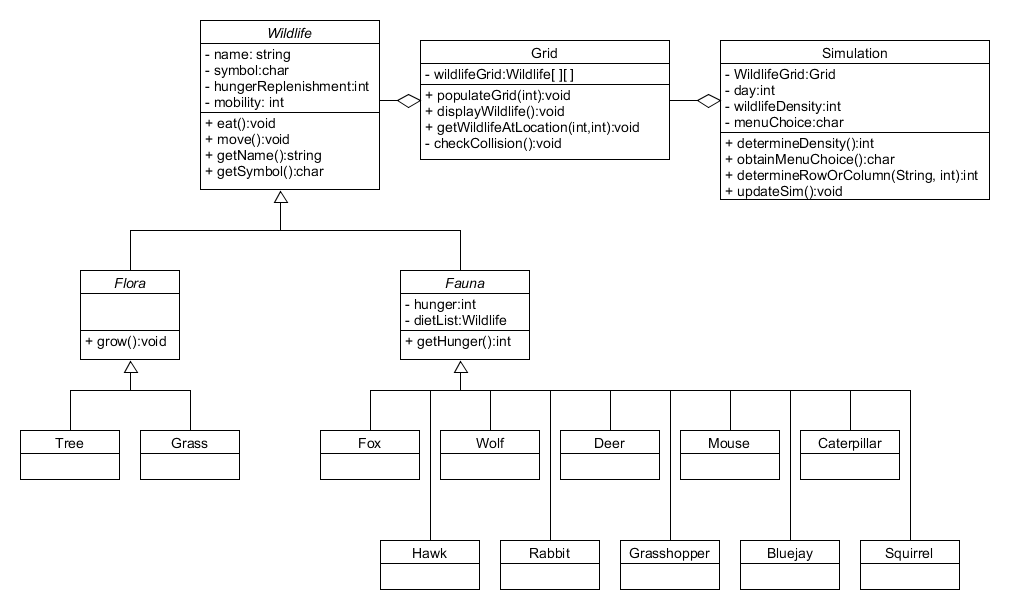 Wildlife
- name: string
- symbol:char
- hungerReplenishment:int
- mobility: int
+ eat():void
+ move():void
+ getName():string
+ getSymbol():char
Grid
- wildlifeGrid:Wildlife[ ][ ]
+ populateGrid(int):void
+ displayWildlife():void
+ getWildlifeAtLocation(int,int):void
- checkCollision():void
Simulation
- WildlifeGrid:Grid
- day:int
- wildlifeDensity:int
- menuChoice:char
+ determineDensity():int
+ obtainMenuChoice():char
+ determineRowOrColumn(String, int):int
+ updateSim():void
Flora
+ grow():void
Fauna
- hunger:int
- dietList:Wildlife
+ getHunger():int
Tree
Grass
Fox
Wolf
Deer
Mouse
Caterpillar
Hawk
Rabbit
Grasshopper
Bluejay
Squirrel